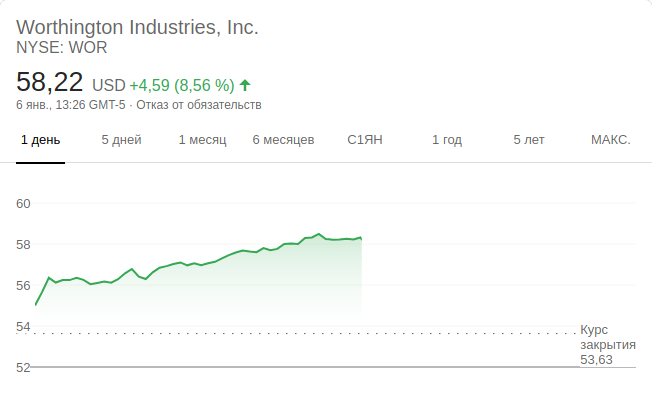 Worthington Industries, Inc.
NYSE: WOR
58,22 USD +4,59 (8,56 %)
6 янв., 13:26 GMT-5 · Отказ от обязательств
1 день 5 дней 1 месяц 6 месяцев С1ЯН 1 год 5 лет МАКС.
60
58
56
54
Курс
закрытия
53,63
52